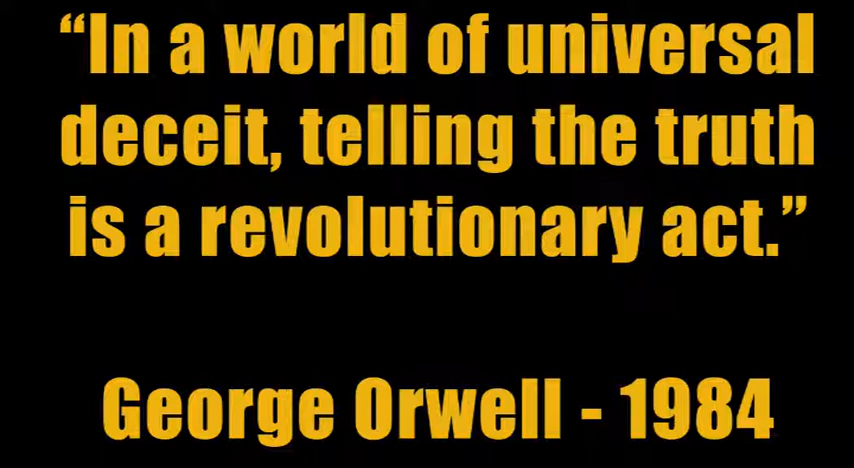 “In a world of universal
deceit, telling the truth
is a revolutionary act.”
George Orwell - 1984